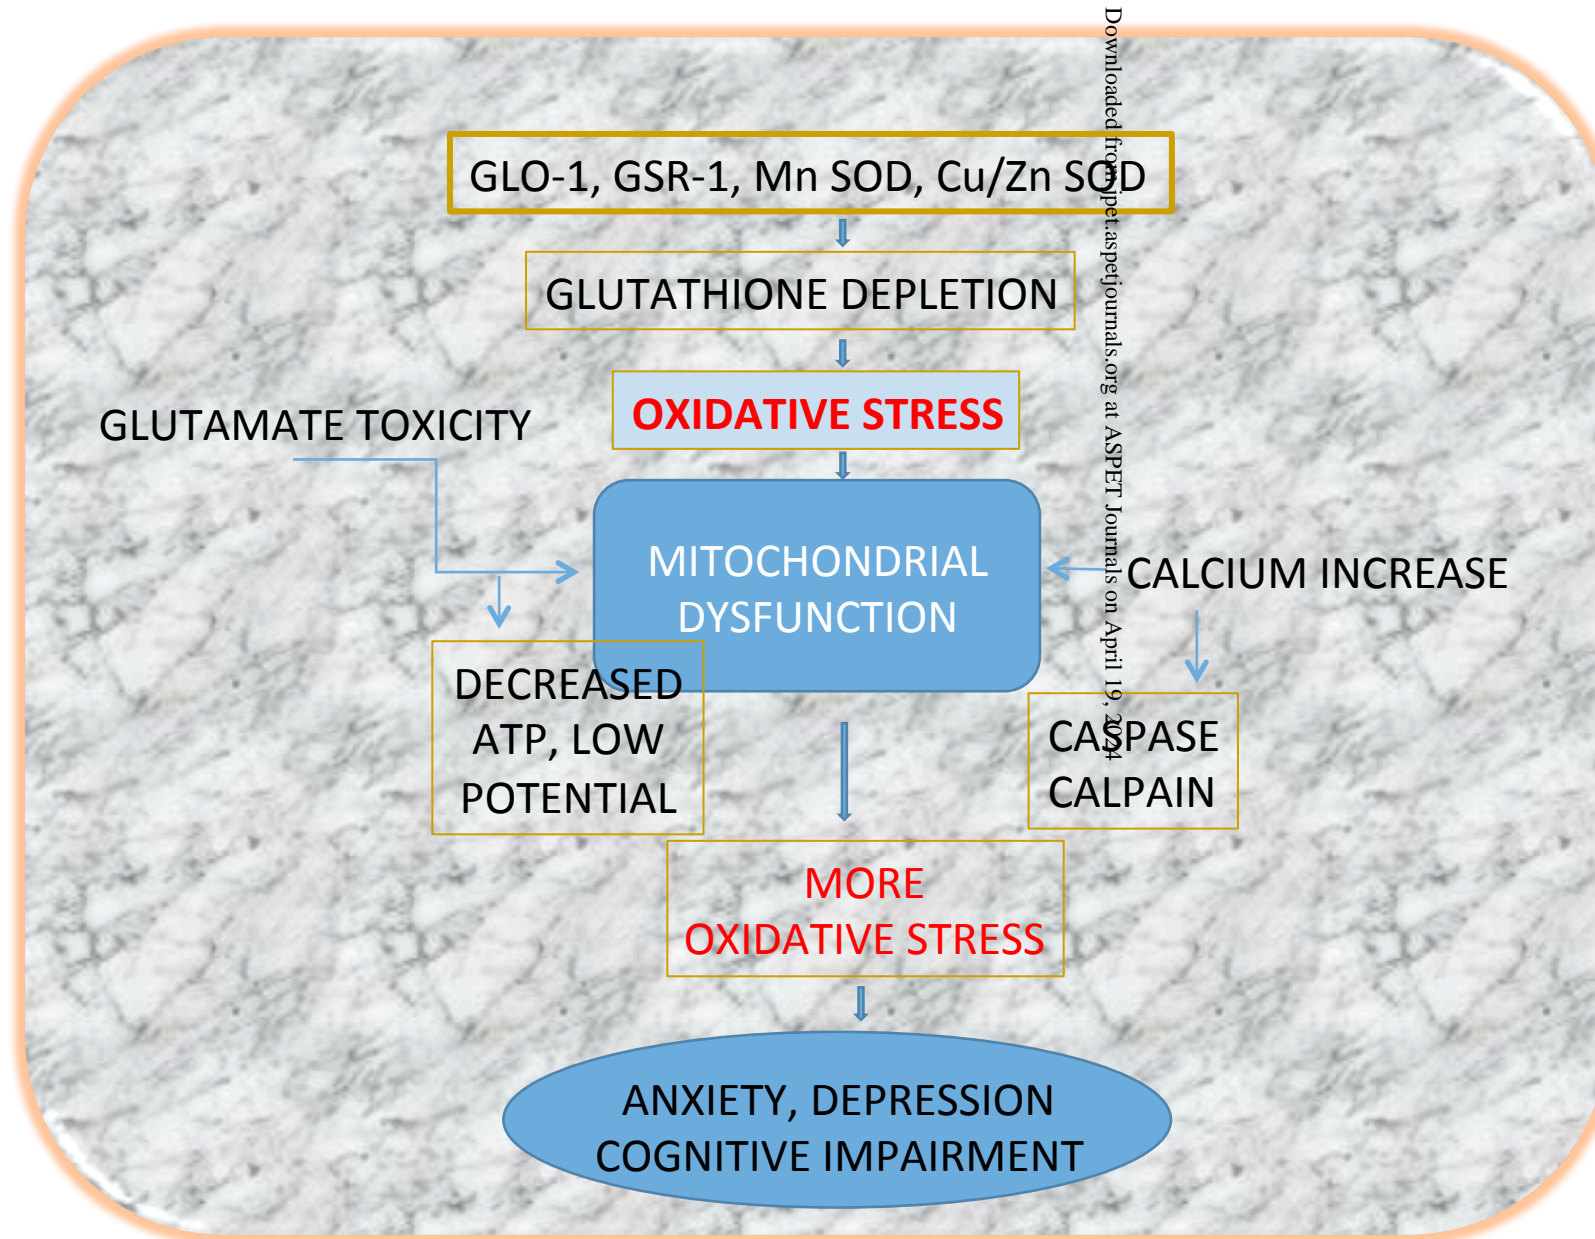 GLO-1, GSR-1, Mn SOD, Cu/Zn SOD
GLUTATHIONE DEPLETION
OXIDATIVE STRESS
GLUTAMATE TOXICITY
MITOCHONDRIAL
DYSFUNCTION
CALCIUM INCREASE
DECREASED
ATP, LOW
POTENTIAL
CASPASE
CALPAIN
MORE
OXIDATIVE STRESS
ANXIETY, DEPRESSION
COGNITIVE IMPAIRMENT
Downloaded from jpet.aspetjournals.org at ASPET Journals on April 19, 2024